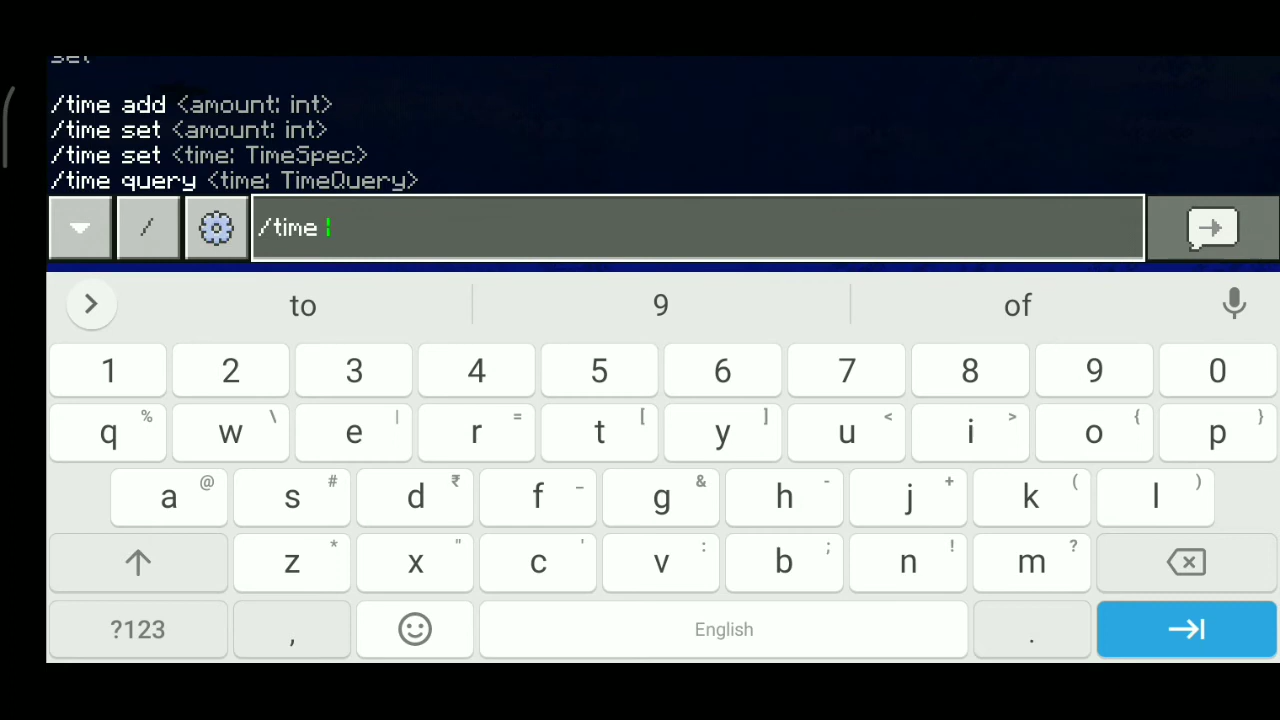 set
/time add <amount: int>
/time set <amount: int>
/time set <time: TimeSpec>
/time query <time: TimeQuery>
/ /time
to 9 of
1 2 3 4 5 6 7 8 9 0
q % w \ e | r = t [ y ] u < i > o { p }
a @ s # d ₹ f _ g & h - j + k ( l )
z * x " c ' v : b ; n ! m ?
?123 , English .